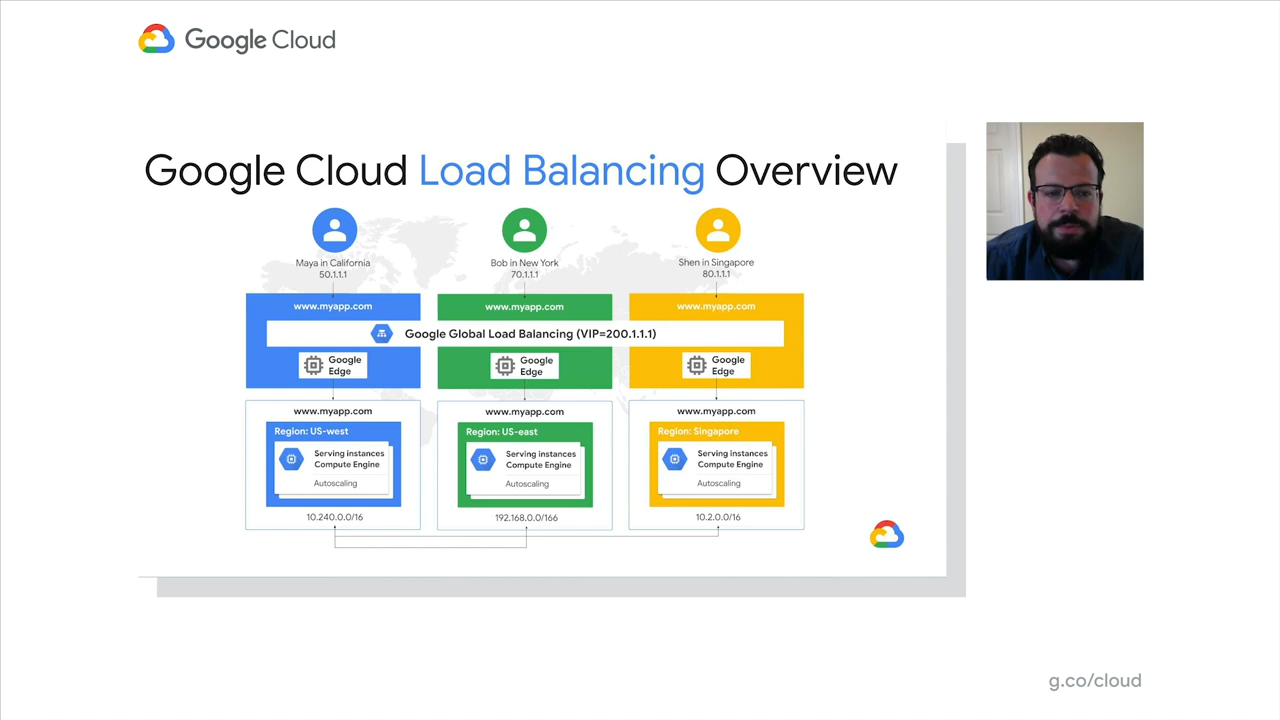 Google Cloud
Google Cloud Load Balancing Overview
Maya in California
50.1.1.1
Bob in New York
70.1.1.1
Shen in Singapore
80.1.1.1
www.myapp.com
www.myapp.com
www.myapp.com
Google Global Load Balancing (VIP=200.1.1.1)
Google
Edge
Google
Edge
Google
Edge
www.myapp.com
Region: US-west
Serving instances
Compute Engine
Autoscaling
10.240.0.0/16
www.myapp.com
Region: US-east
Serving instances
Compute Engine
Autoscaling
192.168.0.0/166
www.myapp.com
Region: Singapore
Serving instances
Compute Engine
Autoscaling
10.2.0.0/16
g.co/cloud